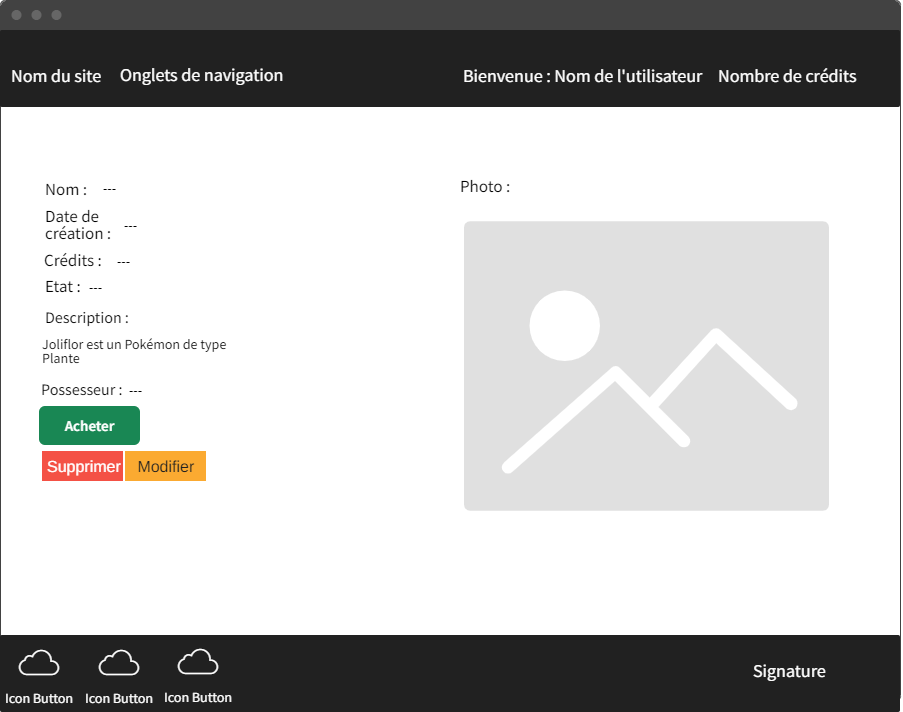 Nom du site
Onglets de navigation
Bienvenue : Nom de l'utilisateur
Nombre de crédits
Nom : ---
Date de
création : ---
Crédits : ---
Etat : ---
Description :
Joliflor est un Pokémon de type
Plante
Possesseur : ---
Acheter
Supprimer
Modifier
Photo :
Icon Button
Icon Button
Icon Button
Signature